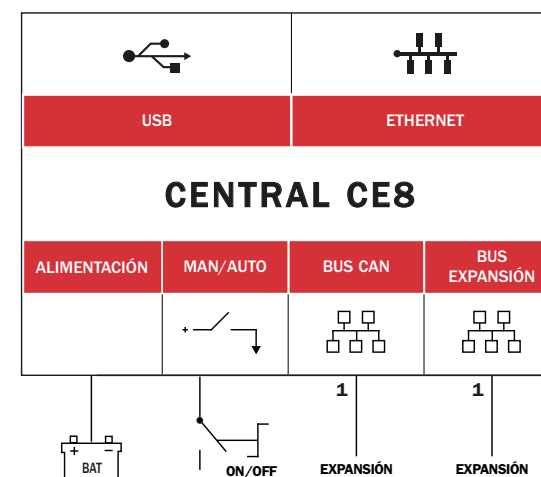 USB
ETHERNET
CENTRAL CE8
ALIMENTACIÓN
MAN/AUTO
BUS CAN
BUS
EXPANSIÓN
+
1
1
+ −
BAT
ON/OFF
EXPANSIÓN
EXPANSIÓN